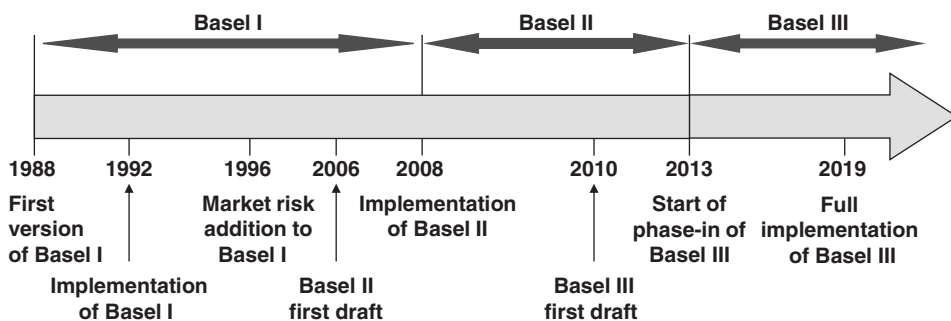 Basel I
Basel II
Basel III
1988
1992
1996
2006
2008
2010
2013
2019
First
version
of Basel I
Market risk
addition to
Basel I
Implementation
of Basel II
Start of
phase-in of
Basel III
Full
implementation
of Basel III
Implementation
of Basel I
Basel II
first draft
Basel III
first draft